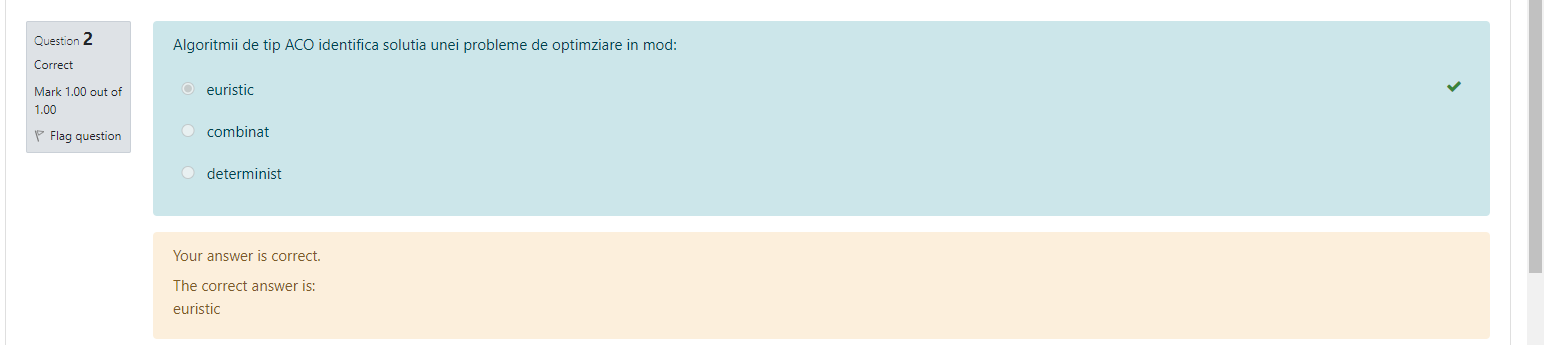 Question 2
Correct
Mark 1.00 out of
1.00
Flag question
Algoritmii de tip ACO identifica solutia unei probleme de optimziare in mod:
euristic
combinat
determinist
Your answer is correct.
The correct answer is:
euristic